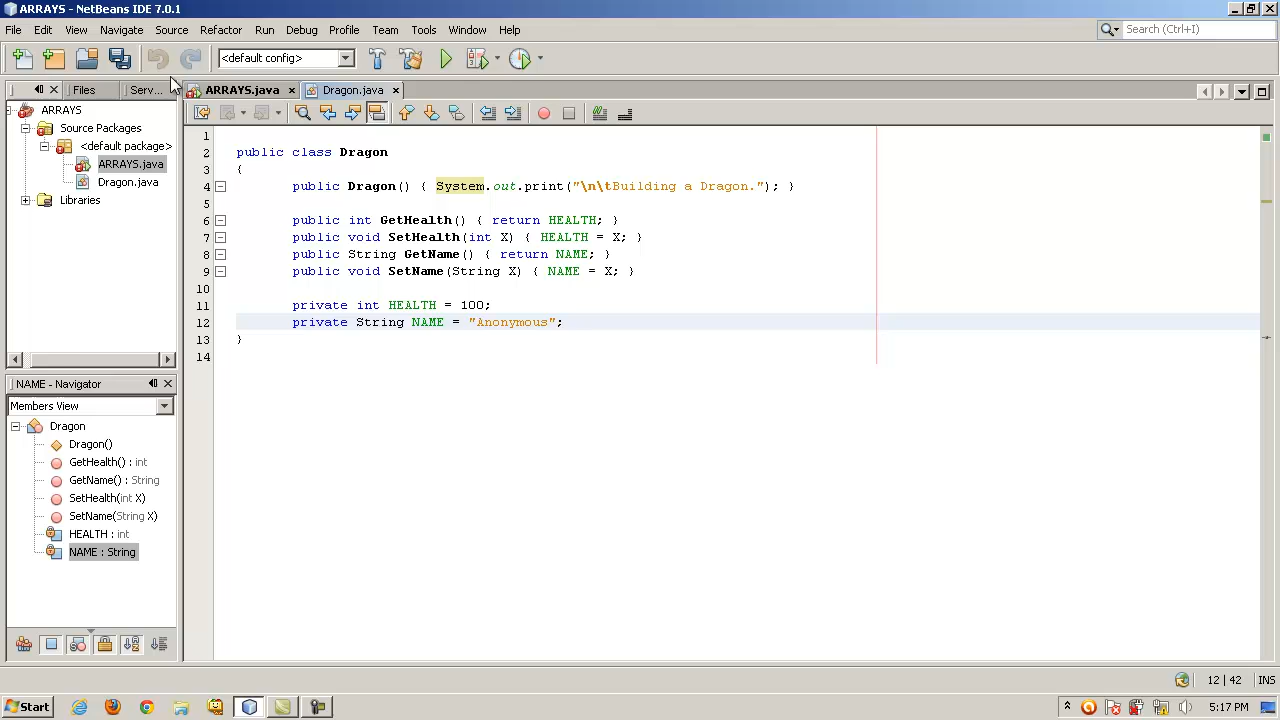 ARRAYS - NetBeans IDE 7.0.1
File Edit View Navigate Source Refactor Run Debug Profile Team Tools Window Help
Search (Ctrl+I)
<default config>
Files Serv... ARRAYS.java Dragon.java
ARRAYS
Source Packages
<default package>
ARRAYS.java
Dragon.java
Libraries
1
2 public class Dragon
3 {
4 public Dragon() { System.out.print("\n\tBuilding a Dragon."); }
5
6 public int GetHealth() { return HEALTH; }
7 public void SetHealth(int X) { HEALTH = X; }
8 public String GetName() { return NAME; }
9 public void SetName(String X) { NAME = X; }
10
11 private int HEALTH = 100;
12 private String NAME = "Anonymous";
13 }
14
NAME - Navigator
Members View
Dragon
Dragon()
GetHealth() : int
GetName() : String
SetHealth(int X)
SetName(String X)
HEALTH : int
NAME : String
12 | 42 INS
Start
5:17 PM